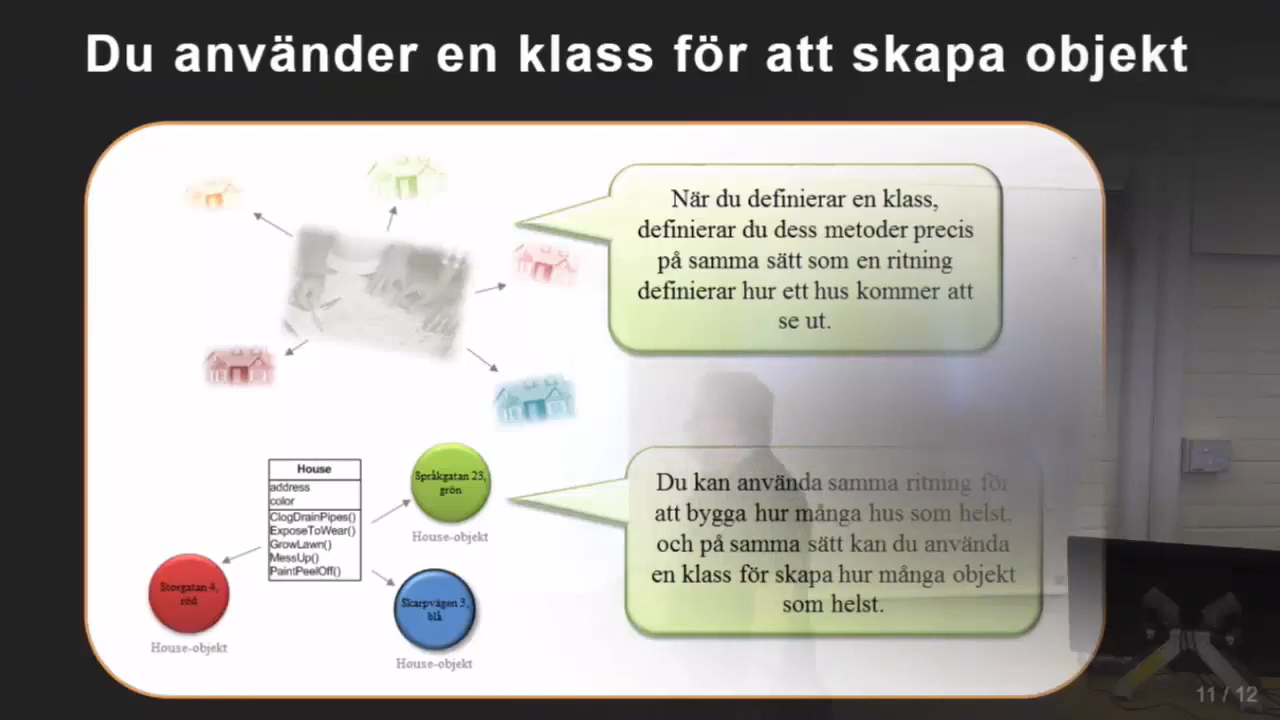 Du använder en klass för att skapa objekt
När du definierar en klass,
definierar du dess metoder precis
på samma sätt som en ritning
definierar hur ett hus kommer att
se ut.
House
address
color
ClogDrainPipes()
ExposeToWear()
GrowLawn()
MessUp()
PaintPeelOff()
Språkgatan 23,
grön
House-objekt
Storgatan 4,
röd
House-objekt
Skarpvägen 3,
blå
House-objekt
Du kan använda samma ritning för
att bygga hur många hus som helst,
och på samma sätt kan du använda
en klass för skapa hur många objekt
som helst.
11 / 12